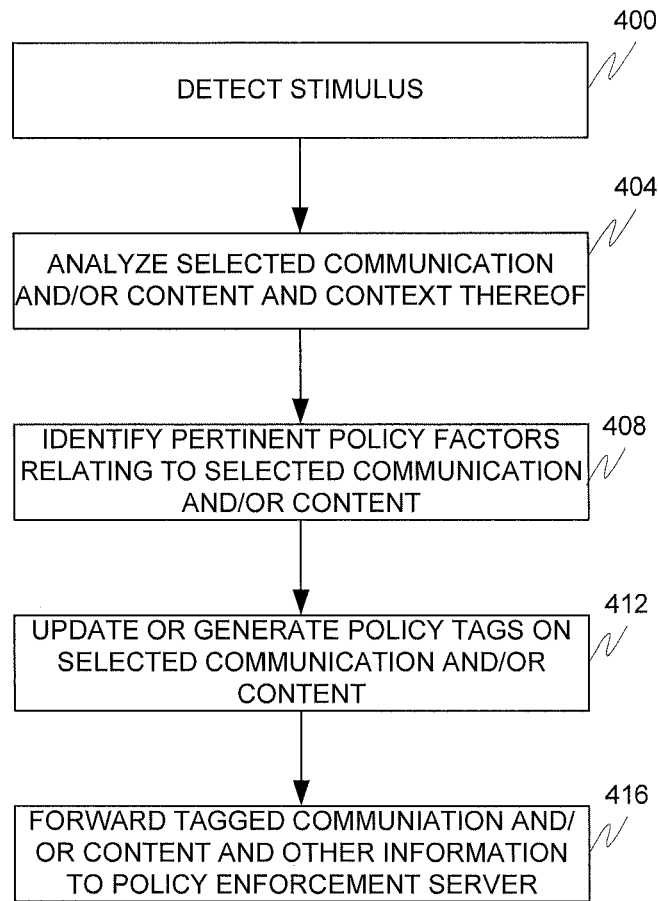 400
DETECT STIMULUS
404
ANALYZE SELECTED COMMUNICATION
AND/OR CONTENT AND CONTEXT THEREOF
IDENTIFY PERTINENT POLICY FACTORS
408
RELATING TO SELECTED COMMUNICATION
AND/OR CONTENT
412
UPDATE OR GENERATE POLICY TAGS ON
SELECTED COMMUNICATION AND/OR
CONTENT
416
FORWARD TAGGED COMMUNIATION AND/
OR CONTENT AND OTHER INFORMATION
TO POLICY ENFORCEMENT SERVER